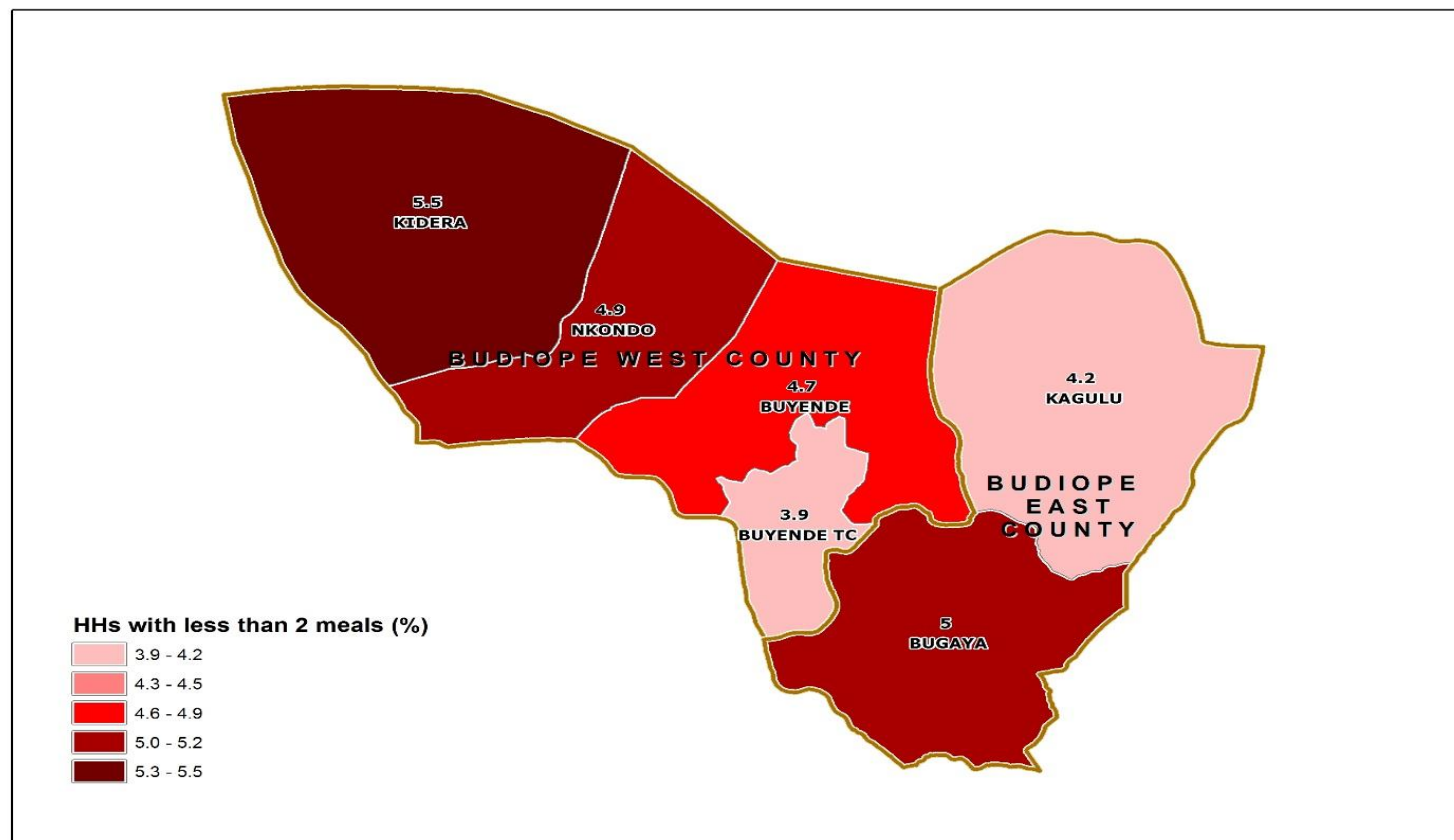 5.5
KIDERA
4.9
NKONDO
BUDIOPE WEST COUNTY
4.7
BUYENDE
4.2
KAGULU
BUDIOPE
EAST
COUNTY
3.9
BUYENDE TC
5
BUGAYA
HHs with less than 2 meals (%)
3.9 - 4.2
4.3 - 4.5
4.6 - 4.9
5.0 - 5.2
5.3 - 5.5